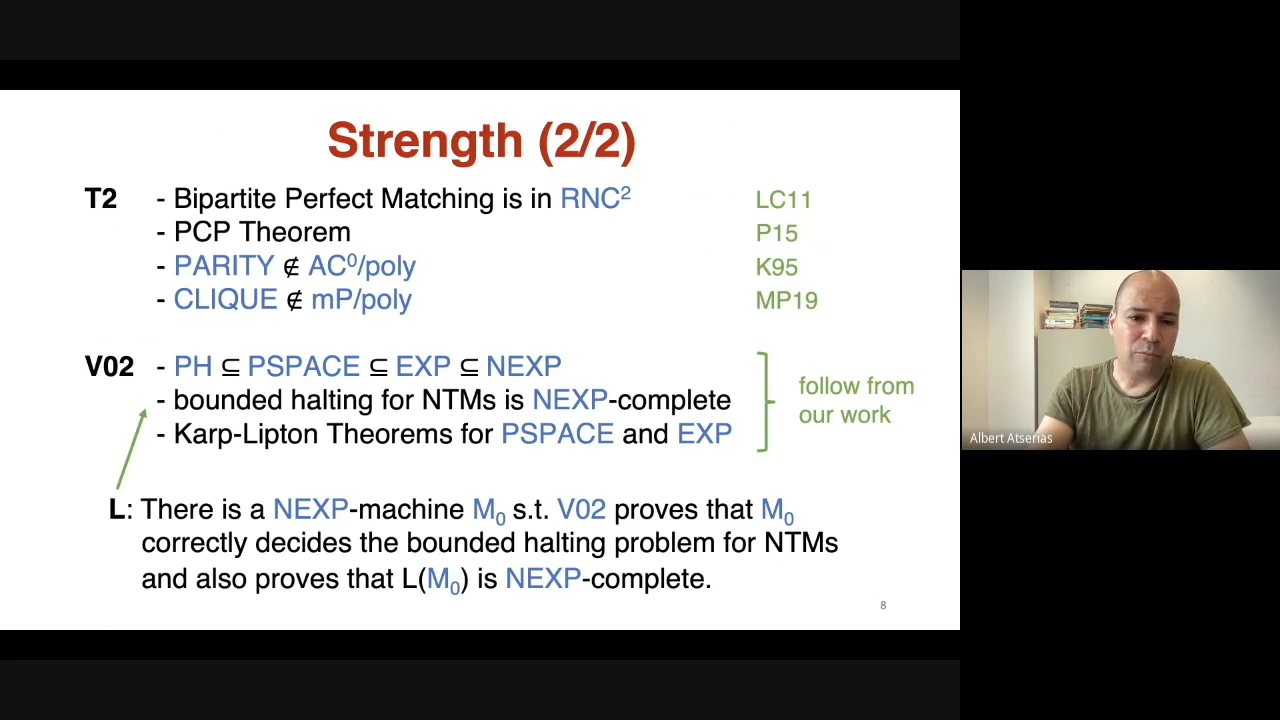 Strength (2/2)
T2 - Bipartite Perfect Matching is in RNC² LC11
- PCP Theorem P15
- PARITY ∉ AC⁰/poly K95
- CLIQUE ∉ mP/poly MP19
V02 - PH ⊆ PSPACE ⊆ EXP ⊆ NEXP
- bounded halting for NTMs is NEXP-complete
- Karp-Lipton Theorems for PSPACE and EXP
follow from
our work
L: There is a NEXP-machine M₀ s.t. V02 proves that M₀
correctly decides the bounded halting problem for NTMs
and also proves that L(M₀) is NEXP-complete.
8
Albert Atserias